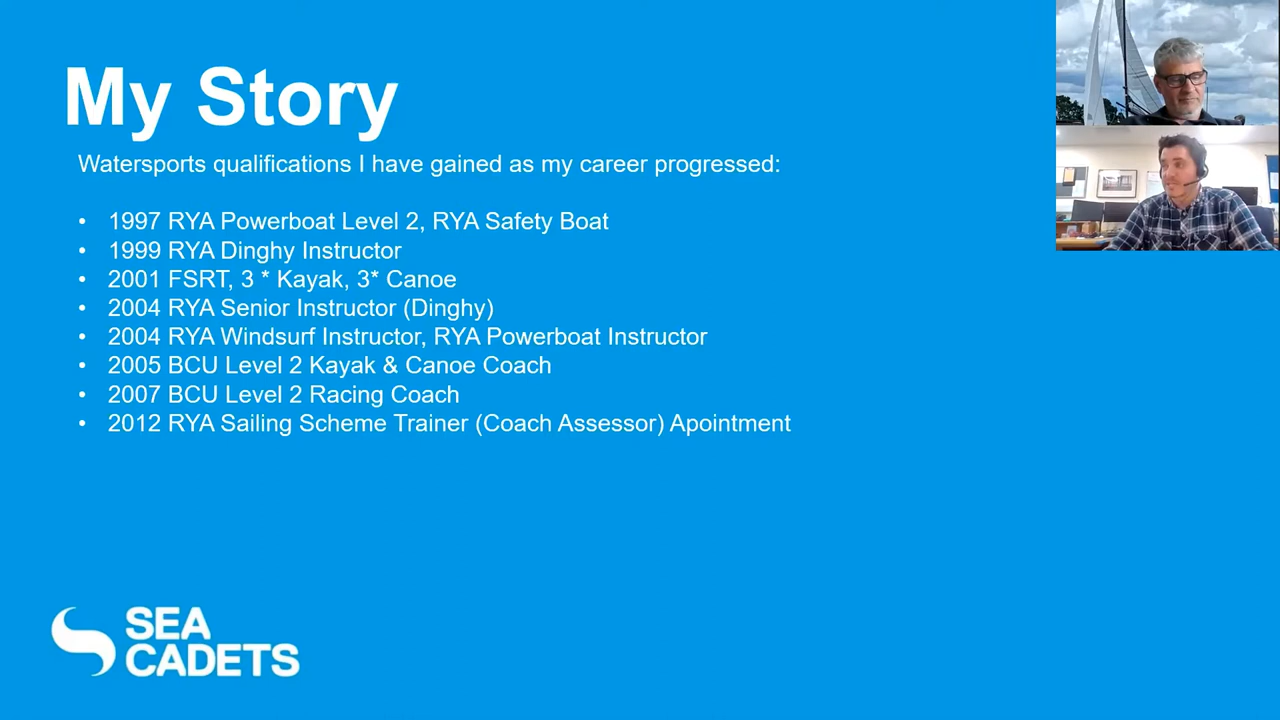 My Story
Watersports qualifications I have gained as my career progressed:
• 1997 RYA Powerboat Level 2, RYA Safety Boat
• 1999 RYA Dinghy Instructor
• 2001 FSRT, 3 * Kayak, 3* Canoe
• 2004 RYA Senior Instructor (Dinghy)
• 2004 RYA Windsurf Instructor, RYA Powerboat Instructor
• 2005 BCU Level 2 Kayak & Canoe Coach
• 2007 BCU Level 2 Racing Coach
• 2012 RYA Sailing Scheme Trainer (Coach Assessor) Apointment
SEA
CADETS